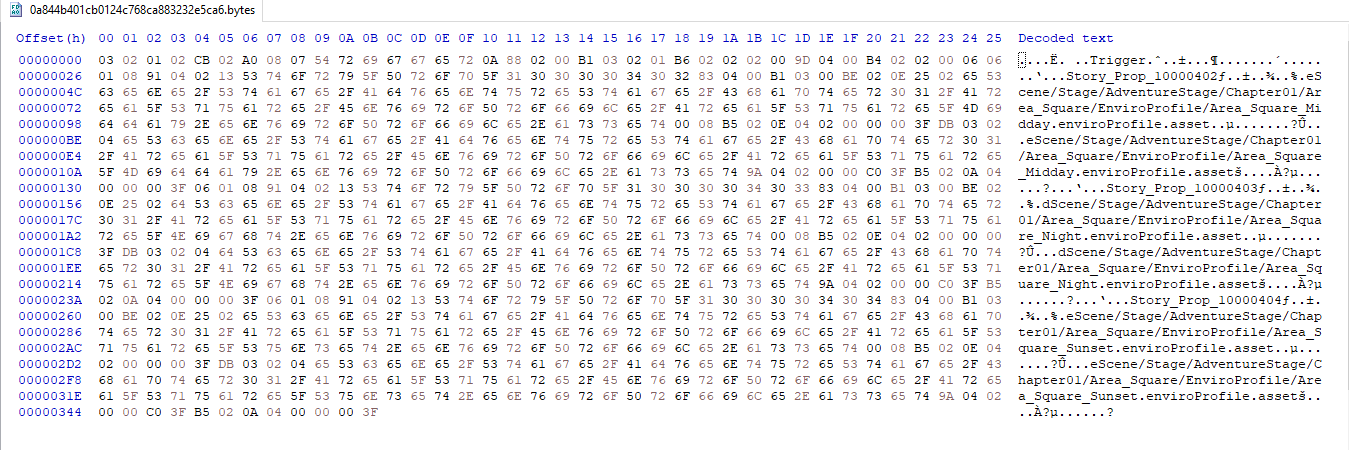 0a844b401cb0124c768ca883232e5ca6.bytes
Offset(h) 00 01 02 03 04 05 06 07 08 09 0A 0B 0C 0D 0E 0F 10 11 12 13 14 15 16 17 18 19 1A 1B 1C 1D 1E 1F 20 21 22 23 24 25 Decoded text
00000000 03 02 01 02 CB 02 A0 08 07 54 72 69 67 67 65 72 0A 88 02 00 B1 03 02 01 B6 02 02 02 00 9D 04 00 B4 02 02 00 06 06 ....Ë. ..Trigger.ˆ..±...¶.......´.....
00000026 01 08 91 04 02 13 53 74 6F 72 79 5F 50 72 6F 70 5F 31 30 30 30 30 34 30 32 83 04 00 B1 03 00 BE 02 0E 25 02 65 53 ..‘...Story_Prop_10000402ƒ..±..¾..%.eS
0000004C 63 65 6E 65 2F 53 74 61 67 65 2F 41 64 76 65 6E 74 75 72 65 53 74 61 67 65 2F 43 68 61 70 74 65 72 30 31 2F 41 72 cene/Stage/AdventureStage/Chapter01/Ar
00000072 65 61 5F 53 71 75 61 72 65 2F 45 6E 76 69 72 6F 50 72 6F 66 69 6C 65 2F 41 72 65 61 5F 53 71 75 61 72 65 5F 4D 69 ea_Square/EnviroProfile/Area_Square_Mi
00000098 64 64 61 79 2E 65 6E 76 69 72 6F 50 72 6F 66 69 6C 65 2E 61 73 73 65 74 00 08 B5 02 0E 04 02 00 00 00 3F DB 03 02 dday.enviroProfile.asset..µ.......?Û..
000000BE 04 65 53 63 65 6E 65 2F 53 74 61 67 65 2F 41 64 76 65 6E 74 75 72 65 53 74 61 67 65 2F 43 68 61 70 74 65 72 30 31 .eScene/Stage/AdventureStage/Chapter01
000000E4 2F 41 72 65 61 5F 53 71 75 61 72 65 2F 45 6E 76 69 72 6F 50 72 6F 66 69 6C 65 2F 41 72 65 61 5F 53 71 75 61 72 65 /Area_Square/EnviroProfile/Area_Square
0000010A 5F 4D 69 64 64 61 79 2E 65 6E 76 69 72 6F 50 72 6F 66 69 6C 65 2E 61 73 73 65 74 9A 04 02 00 00 C0 3F B5 02 0A 04 _Midday.enviroProfile.assetš....À?µ...
00000130 00 00 00 3F 06 01 08 91 04 02 13 53 74 6F 72 79 5F 50 72 6F 70 5F 31 30 30 30 30 34 30 33 83 04 00 B1 03 00 BE 02 ...?...‘...Story_Prop_10000403ƒ..±..¾.
00000156 0E 25 02 64 53 63 65 6E 65 2F 53 74 61 67 65 2F 41 64 76 65 6E 74 75 72 65 53 74 61 67 65 2F 43 68 61 70 74 65 72 .%.dScene/Stage/AdventureStage/Chapter
0000017C 30 31 2F 41 72 65 61 5F 53 71 75 61 72 65 2F 45 6E 76 69 72 6F 50 72 6F 66 69 6C 65 2F 41 72 65 61 5F 53 71 75 61 01/Area_Square/EnviroProfile/Area_Squa
000001A2 72 65 5F 4E 69 67 68 74 2E 65 6E 76 69 72 6F 50 72 6F 66 69 6C 65 2E 61 73 73 65 74 00 08 B5 02 0E 04 02 00 00 00 re_Night.enviroProfile.asset..µ.......
000001C8 3F DB 03 02 04 64 53 63 65 6E 65 2F 53 74 61 67 65 2F 41 64 76 65 6E 74 75 72 65 53 74 61 67 65 2F 43 68 61 70 74 ?Û...dScene/Stage/AdventureStage/Chapt
000001EE 65 72 30 31 2F 41 72 65 61 5F 53 71 75 61 72 65 2F 45 6E 76 69 72 6F 50 72 6F 66 69 6C 65 2F 41 72 65 61 5F 53 71 er01/Area_Square/EnviroProfile/Area_Sq
00000214 75 61 72 65 5F 4E 69 67 68 74 2E 65 6E 76 69 72 6F 50 72 6F 66 69 6C 65 2E 61 73 73 65 74 9A 04 02 00 00 C0 3F B5 uare_Night.enviroProfile.assetš....À?µ
0000023A 02 0A 04 00 00 00 3F 06 01 08 91 04 02 13 53 74 6F 72 79 5F 50 72 6F 70 5F 31 30 30 30 30 34 30 34 83 04 00 B1 03 ......?...‘...Story_Prop_10000404ƒ..±.
00000260 00 BE 02 0E 25 02 65 53 63 65 6E 65 2F 53 74 61 67 65 2F 41 64 76 65 6E 74 75 72 65 53 74 61 67 65 2F 43 68 61 70 .¾..%.eScene/Stage/AdventureStage/Chap
00000286 74 65 72 30 31 2F 41 72 65 61 5F 53 71 75 61 72 65 2F 45 6E 76 69 72 6F 50 72 6F 66 69 6C 65 2F 41 72 65 61 5F 53 ter01/Area_Square/EnviroProfile/Area_S
000002AC 71 75 61 72 65 5F 53 75 6E 73 65 74 2E 65 6E 76 69 72 6F 50 72 6F 66 69 6C 65 2E 61 73 73 65 74 00 08 B5 02 0E 04 quare_Sunset.enviroProfile.asset..µ...
000002D2 02 00 00 00 3F DB 03 02 04 65 53 63 65 6E 65 2F 53 74 61 67 65 2F 41 64 76 65 6E 74 75 72 65 53 74 61 67 65 2F 43 ....?Û...eScene/Stage/AdventureStage/C
000002F8 68 61 70 74 65 72 30 31 2F 41 72 65 61 5F 53 71 75 61 72 65 2F 45 6E 76 69 72 6F 50 72 6F 66 69 6C 65 2F 41 72 65 hapter01/Area_Square/EnviroProfile/Are
0000031E 61 5F 53 71 75 61 72 65 5F 53 75 6E 73 65 74 2E 65 6E 76 69 72 6F 50 72 6F 66 69 6C 65 2E 61 73 73 65 74 9A 04 02 a_Square_Sunset.enviroProfile.assetš..
00000344 00 00 C0 3F B5 02 0A 04 00 00 00 3F ..À?µ......?